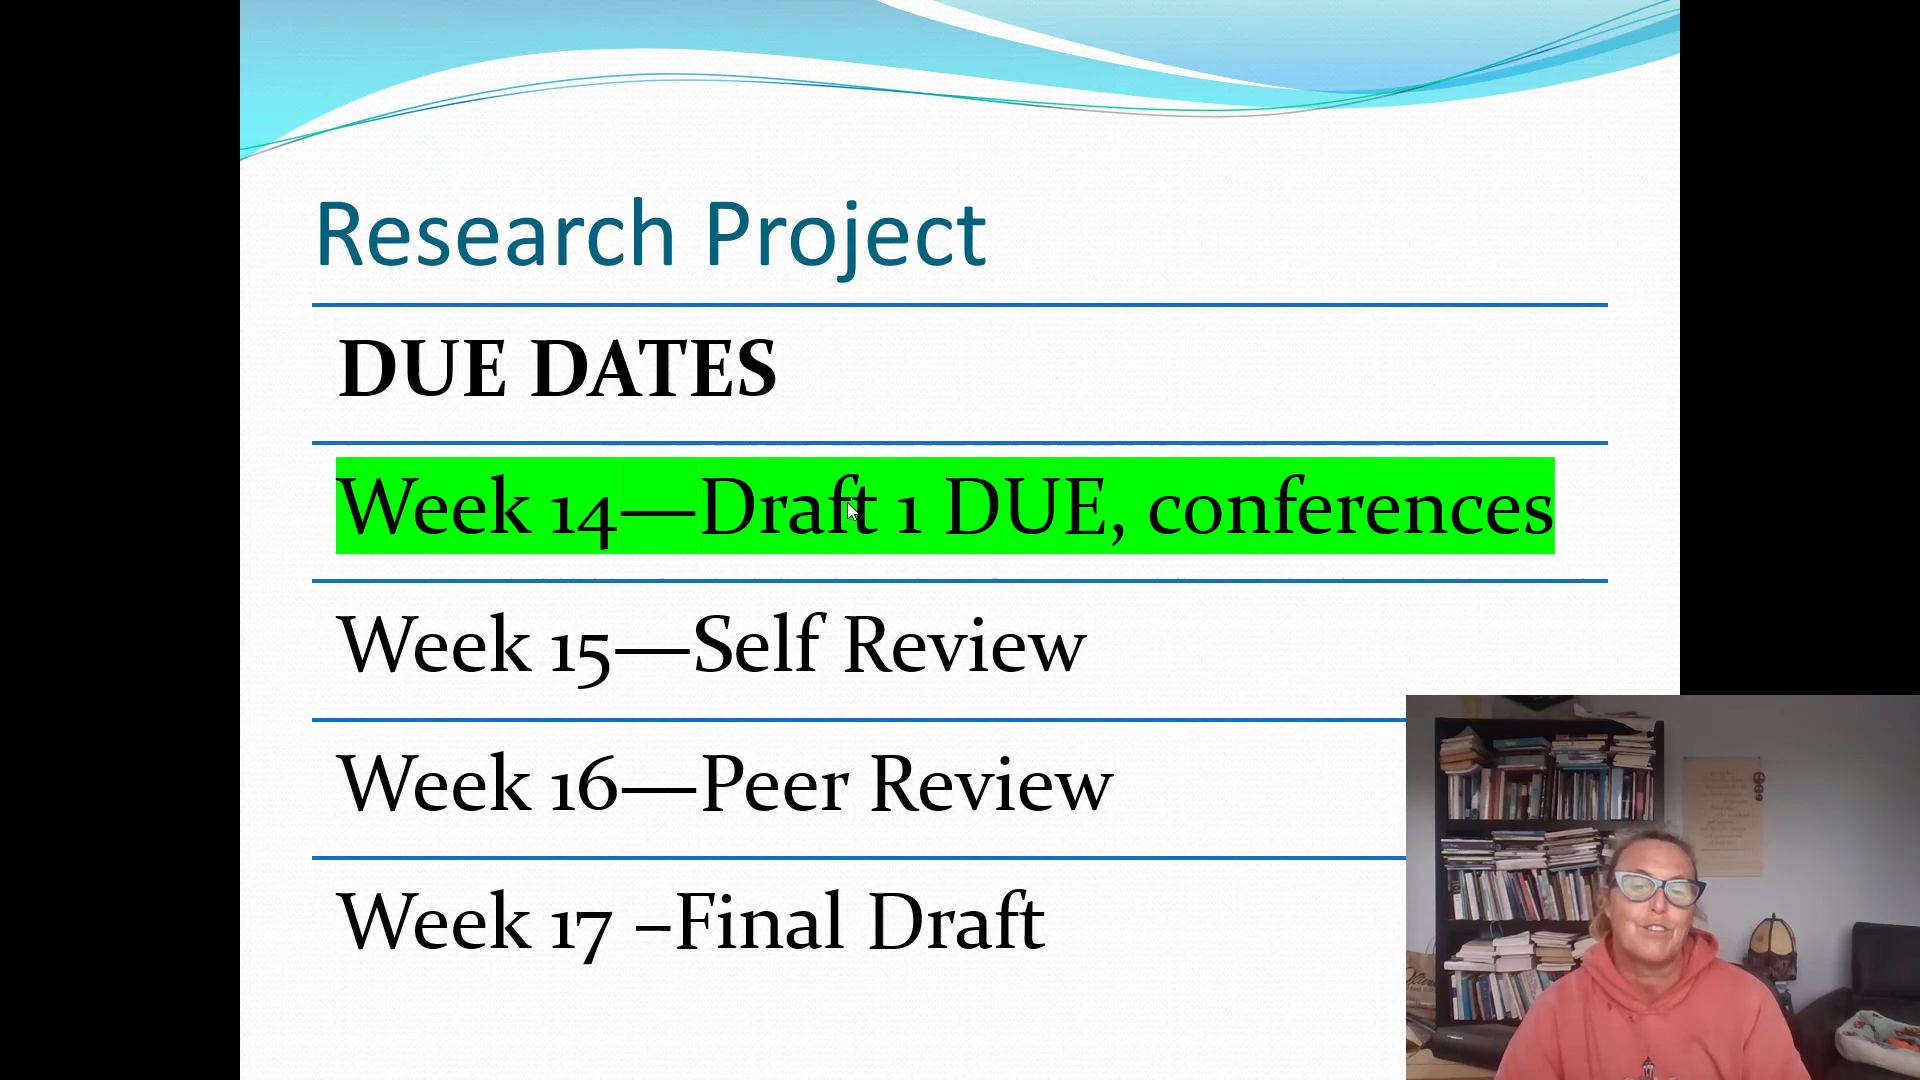 Research Project
DUE DATES
Week 14—Draft 1 DUE, conferences
Week 15—Self Review
Week 16—Peer Review
Week 17 –Final Draft